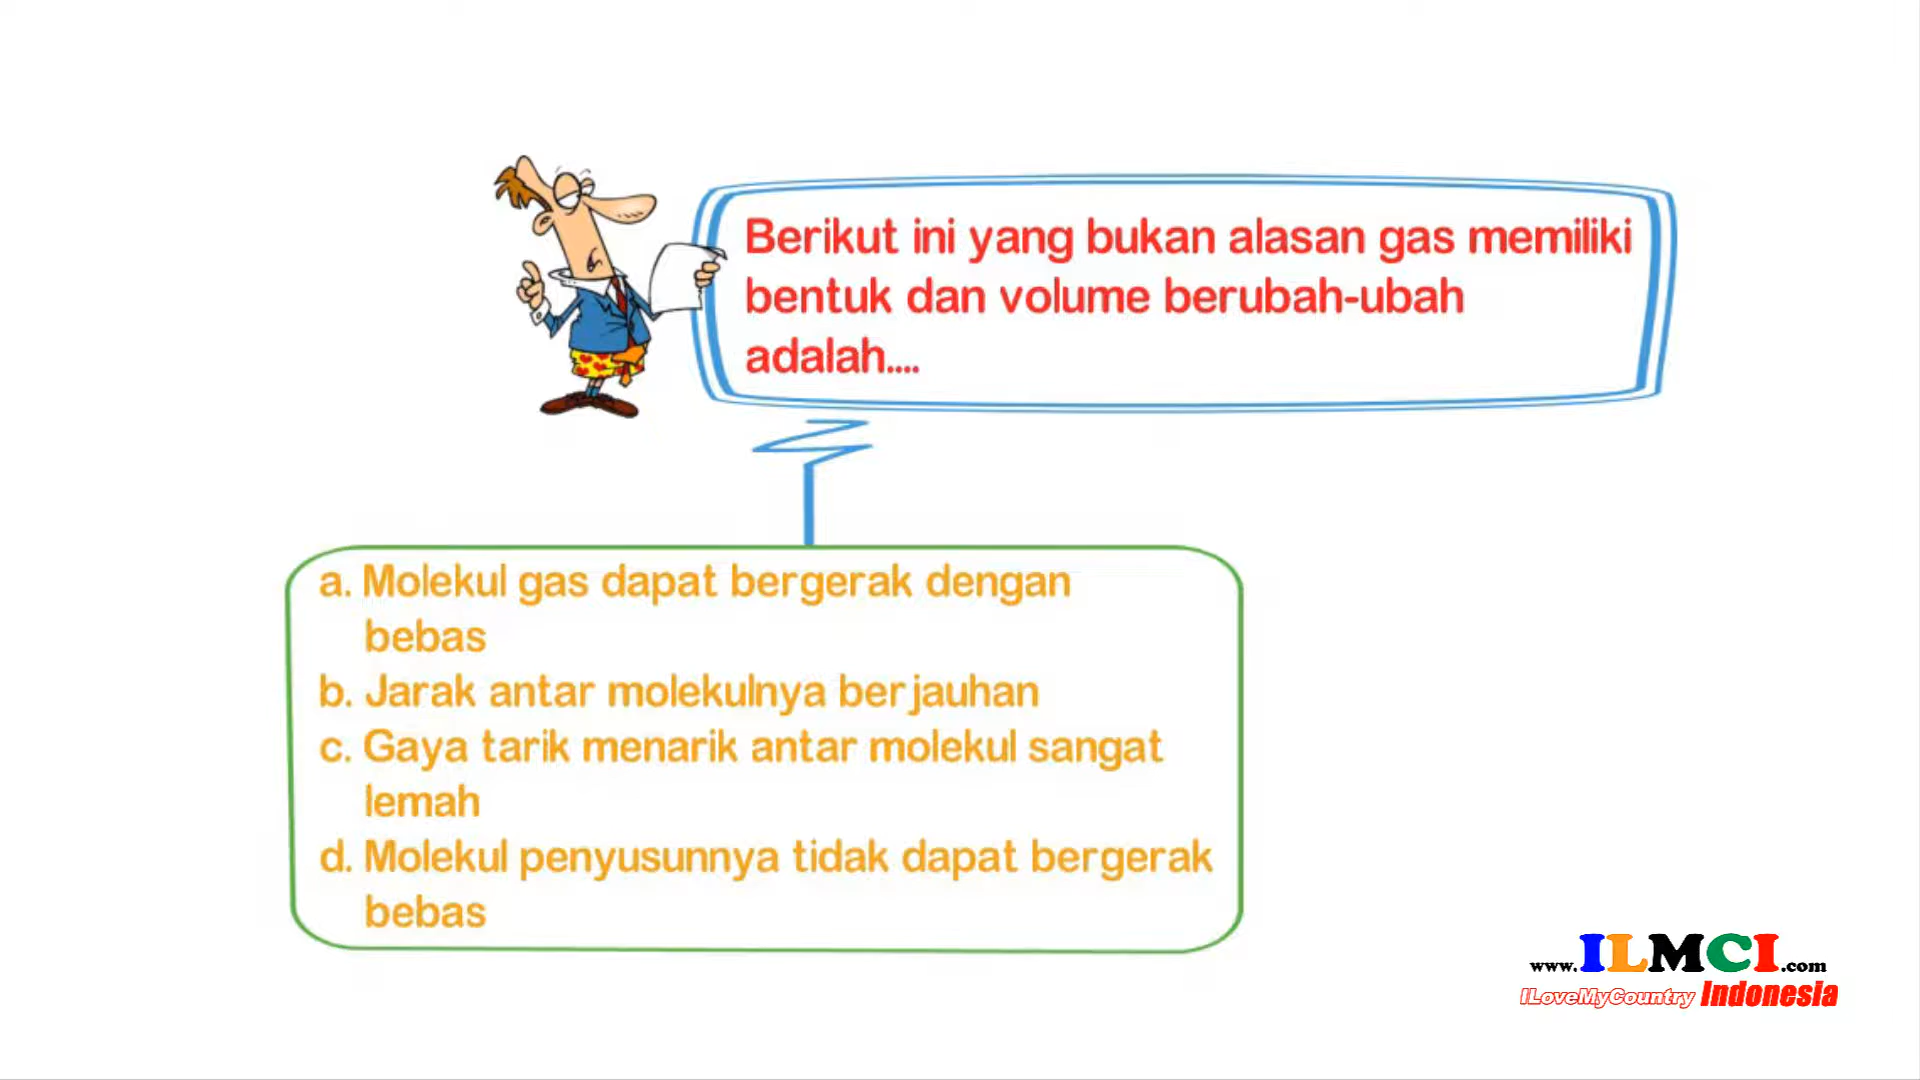 Berikut ini yang bukan alasan gas memiliki
bentuk dan volume berubah-ubah
adalah....
a. Molekul gas dapat bergerak dengan
bebas
b. Jarak antar molekulnya berjauhan
c. Gaya tarik menarik antar molekul sangat
lemah
d. Molekul penyusunnya tidak dapat bergerak
bebas
www.ILMCI.com
ILoveMyCountry Indonesia